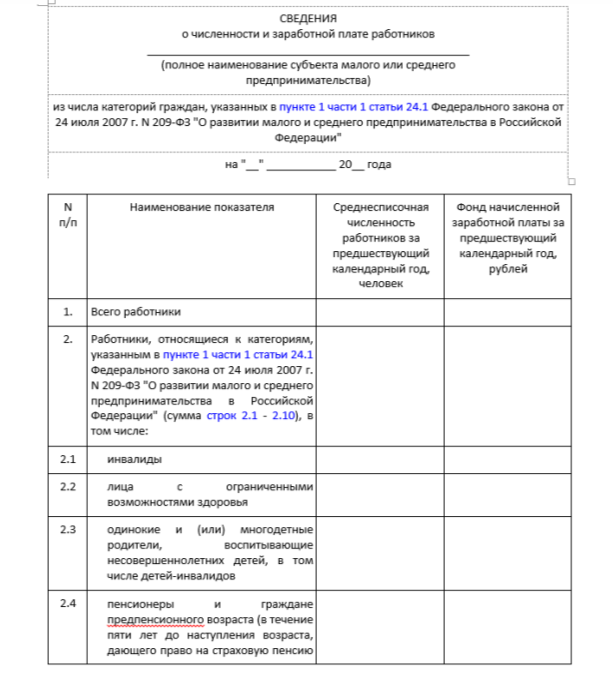 СВЕДЕНИЯ
о численности и заработной плате работников
(полное наименование субъекта малого или среднего
предпринимательства)
из числа категорий граждан, указанных в пункте 1 части 1 статьи 24.1 Федерального закона от
24 июля 2007 г. N 209-ФЗ "О развитии малого и среднего предпринимательства в Российской
Федерации"
на "__" ____________ 20__ года
N
п/п
Наименование показателя
Среднесписочная
численность
работников за
предшествующий
календарный год,
человек
Фонд начисленной
заработной платы за
предшествующий
календарный год,
рублей
1.
Всего работники
2.
Работники, относящиеся к категориям,
указанным в пункте 1 части 1 статьи 24.1
Федерального закона от 24 июля 2007 г.
N 209-ФЗ "О развитии малого и среднего
предпринимательства в Российской
Федерации" (сумма строк 2.1 - 2.10), в
том числе:
2.1
инвалиды
2.2
лица с ограниченными
возможностями здоровья
2.3
одинокие и (или) многодетные
родители, воспитывающие
несовершеннолетних детей, в том
числе детей-инвалидов
2.4
пенсионеры и граждане
предпенсионного возраста (в течение
пяти лет до наступления возраста,
дающего право на страховую пенсию